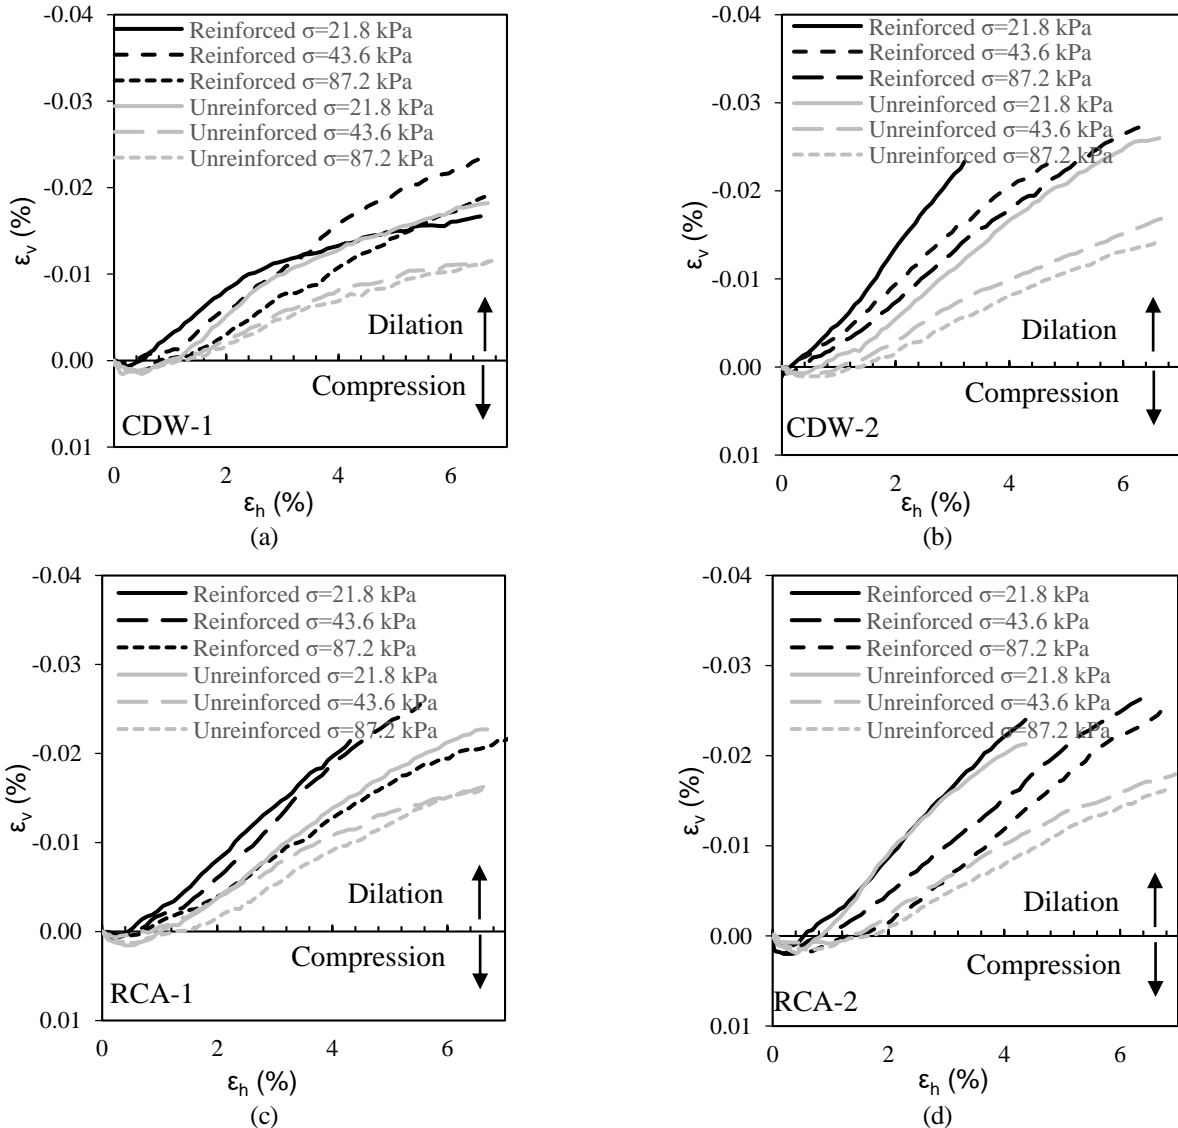 -0.04
Reinforced σ=21.8 kPa
Reinforced σ=43.6 kPa
Reinforced σ=87.2 kPa
Unreinforced σ=21.8 kPa
Unreinforced σ=43.6 kPa
Unreinforced σ=87.2 kPa
-0.03
-0.02
-0.01
0.00
0.01
εv (%)
Dilation
Compression
CDW-1
0 2 4 6
εh (%)
(a)
-0.04
Reinforced σ=21.8 kPa
Reinforced σ=43.6 kPa
Reinforced σ=87.2 kPa
Unreinforced σ=21.8 kPa
Unreinforced σ=43.6 kPa
Unreinforced σ=87.2 kPa
-0.03
-0.02
-0.01
0.00
0.01
εv (%)
Dilation
Compression
CDW-2
0 2 4 6
εh (%)
(b)
-0.04
Reinforced σ=21.8 kPa
Reinforced σ=43.6 kPa
Reinforced σ=87.2 kPa
Unreinforced σ=21.8 kPa
Unreinforced σ=43.6 kPa
Unreinforced σ=87.2 kPa
-0.03
-0.02
-0.01
0.00
0.01
εv (%)
Dilation
Compression
RCA-1
0 2 4 6
εh (%)
(c)
-0.04
Reinforced σ=21.8 kPa
Reinforced σ=43.6 kPa
Reinforced σ=87.2 kPa
Unreinforced σ=21.8 kPa
Unreinforced σ=43.6 kPa
Unreinforced σ=87.2 kPa
-0.03
-0.02
-0.01
0.00
0.01
εv (%)
Dilation
Compression
RCA-2
0 2 4 6
εh (%)
(d)